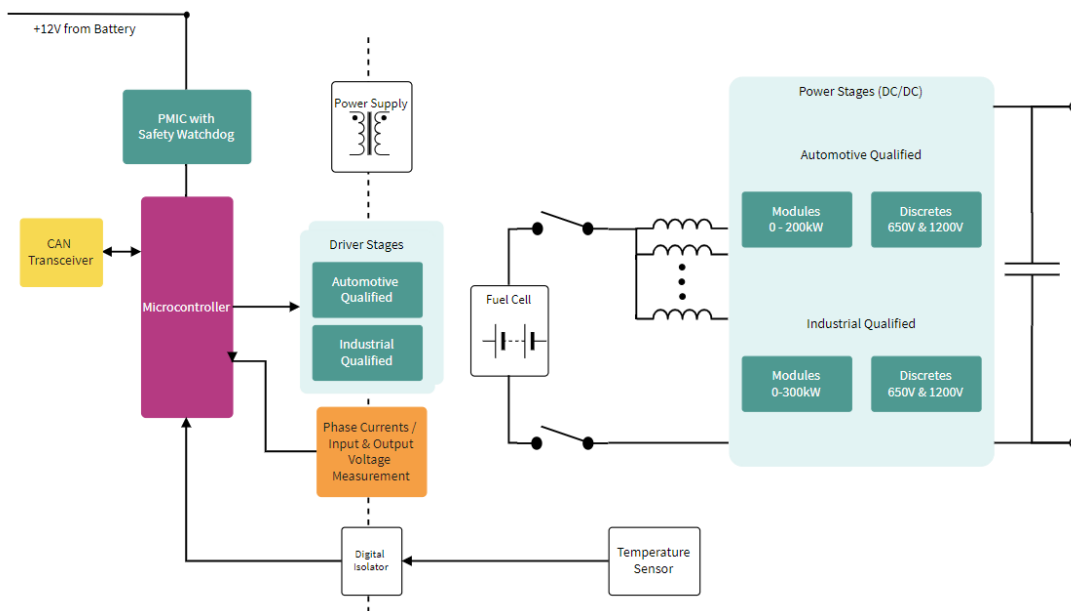 +12V from Battery
PMIC with
Safety Watchdog
Power Supply
Power Stages (DC/DC)
Automotive Qualified
Modules
0 - 200kW
Discretes
650V & 1200V
CAN
Transceiver
Microcontroller
Driver Stages
Automotive
Qualified
Industrial
Qualified
Fuel Cell
Industrial Qualified
Modules
0-300kW
Discretes
650V & 1200V
Phase Currents /
Input & Output
Voltage
Measurement
Digital
Isolator
Temperature
Sensor